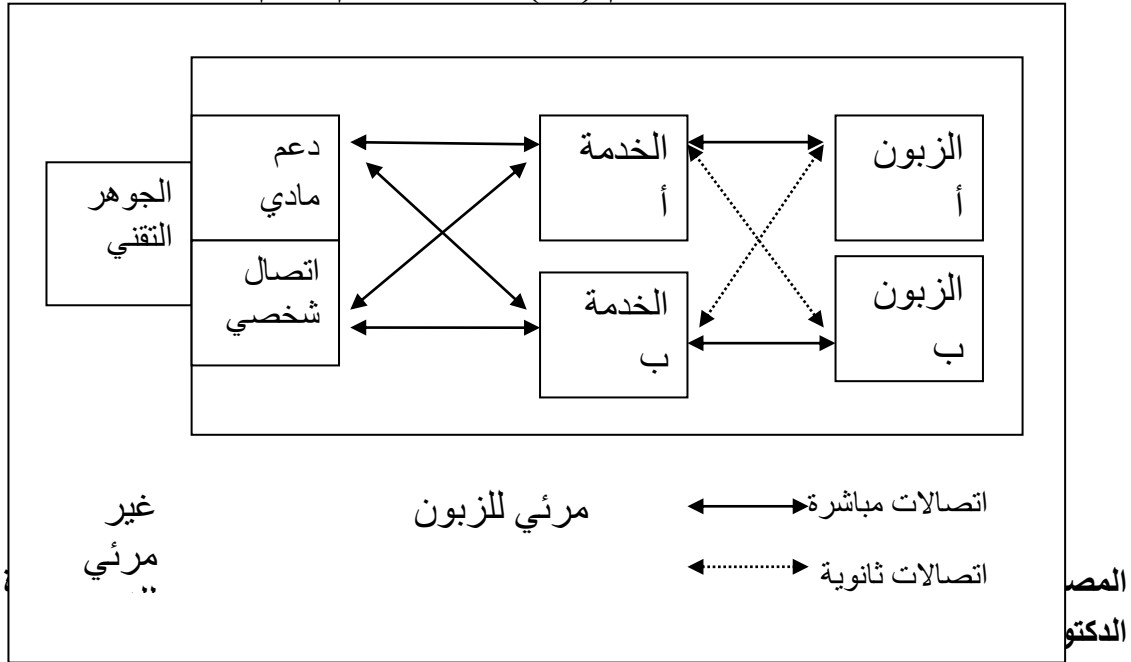 الزبون
أ
الخدمة
أ
دعم
مادي
الجوهر
التقني
اتصال
شخصي
الزبون
ب
الخدمة
ب
اتصالات مباشرة
مرئي للزبون
غير
مرئي
اتصالات ثانوية